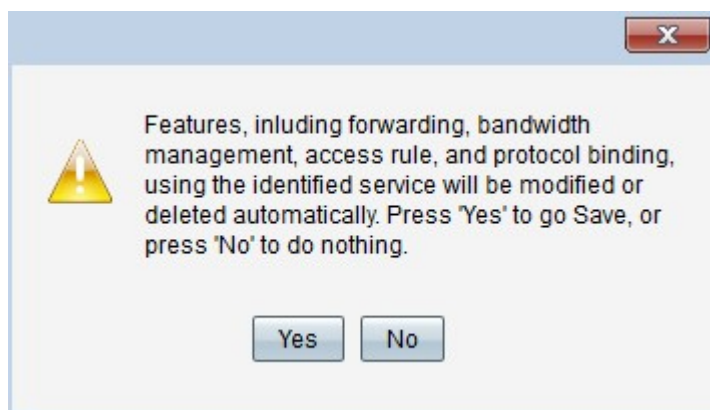 Features, inluding forwarding, bandwidth
management, access rule, and protocol binding,
using the identified service will be modified or
deleted automatically. Press 'Yes' to go Save, or
press 'No' to do nothing.
Yes No